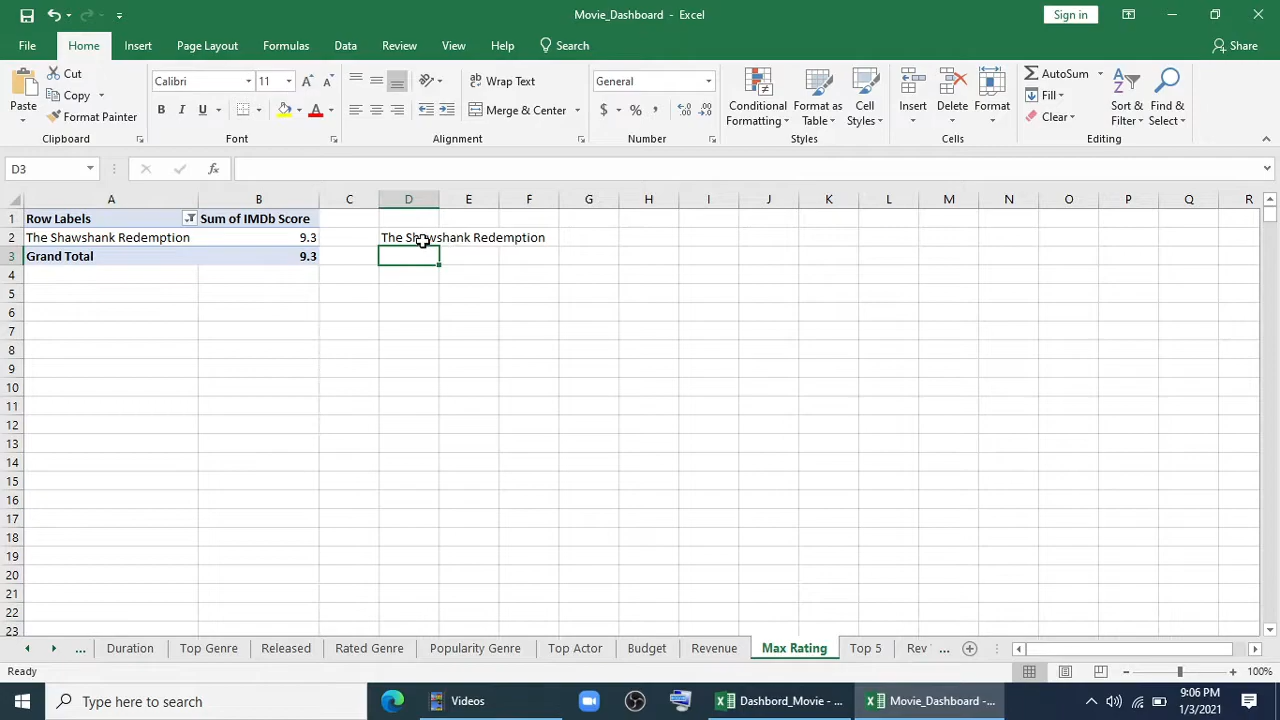 Movie_Dashboard - Excel
Sign in
File Home Insert Page Layout Formulas Data Review View Help Search Share
Paste
Cut
Copy
Format Painter
Clipboard
Calibri 11
B I U
Font
Wrap Text
Merge & Center
Alignment
General
$ % ,
Number
Conditional Formatting
Format as Table
Cell Styles
Styles
Insert
Delete
Format
Cells
AutoSum
Fill
Clear
Sort & Filter
Find & Select
Editing
D3
fx
A B C D E F G H I J K L M N O P Q R
1 Row Labels Sum of IMDb Score
2 The Shawshank Redemption 9.3 The Shawshank Redemption
3 Grand Total 9.3
4
5
6
7
8
9
10
11
12
13
14
15
16
17
18
19
20
21
22
23
... Duration Top Genre Released Rated Genre Popularity Genre Top Actor Budget Revenue Max Rating Top 5 Rev ...
Ready
100%
Type here to search
Videos
Dashbord_Movie - ...
Movie_Dashboard -...
9:06 PM
1/3/2021